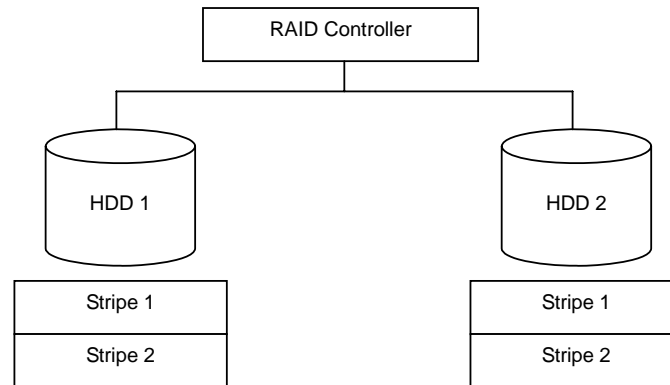 RAID Controller
HDD 1
HDD 2
Stripe 1
Stripe 1
Stripe 2
Stripe 2